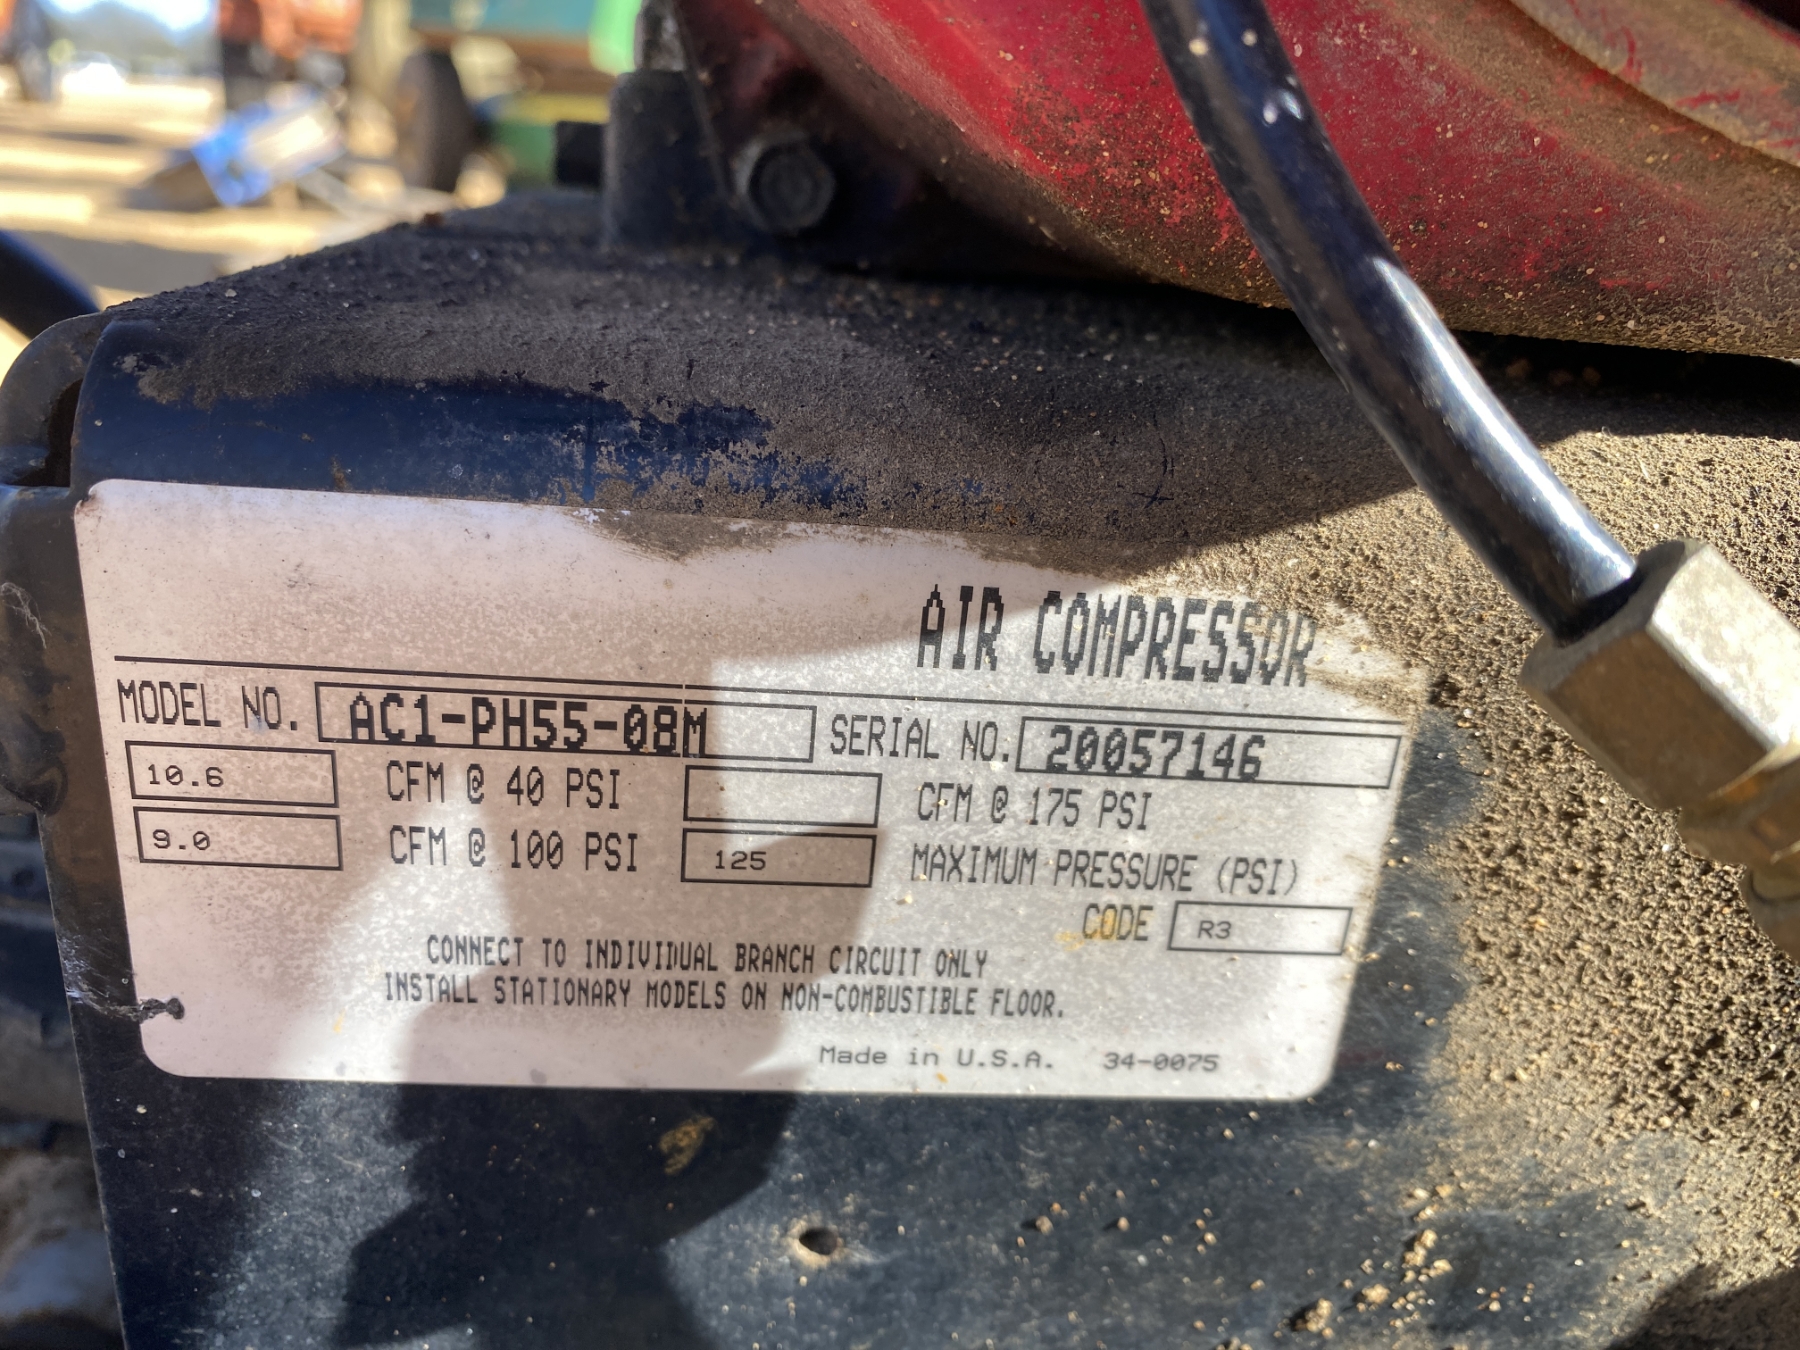 AIR COMPRESSOR
MODEL NO. AC1-PH55-08M SERIAL NO. 20057146
10.6 CFM @ 40 PSI CFM @ 175 PSI
9.0 CFM @ 100 PSI 125 MAXIMUM PRESSURE (PSI)
CODE R3
CONNECT TO INDIVIDUAL BRANCH CIRCUIT ONLY
INSTALL STATIONARY MODELS ON NON-COMBUSTIBLE FLOOR.
Made in U.S.A. 34-0075